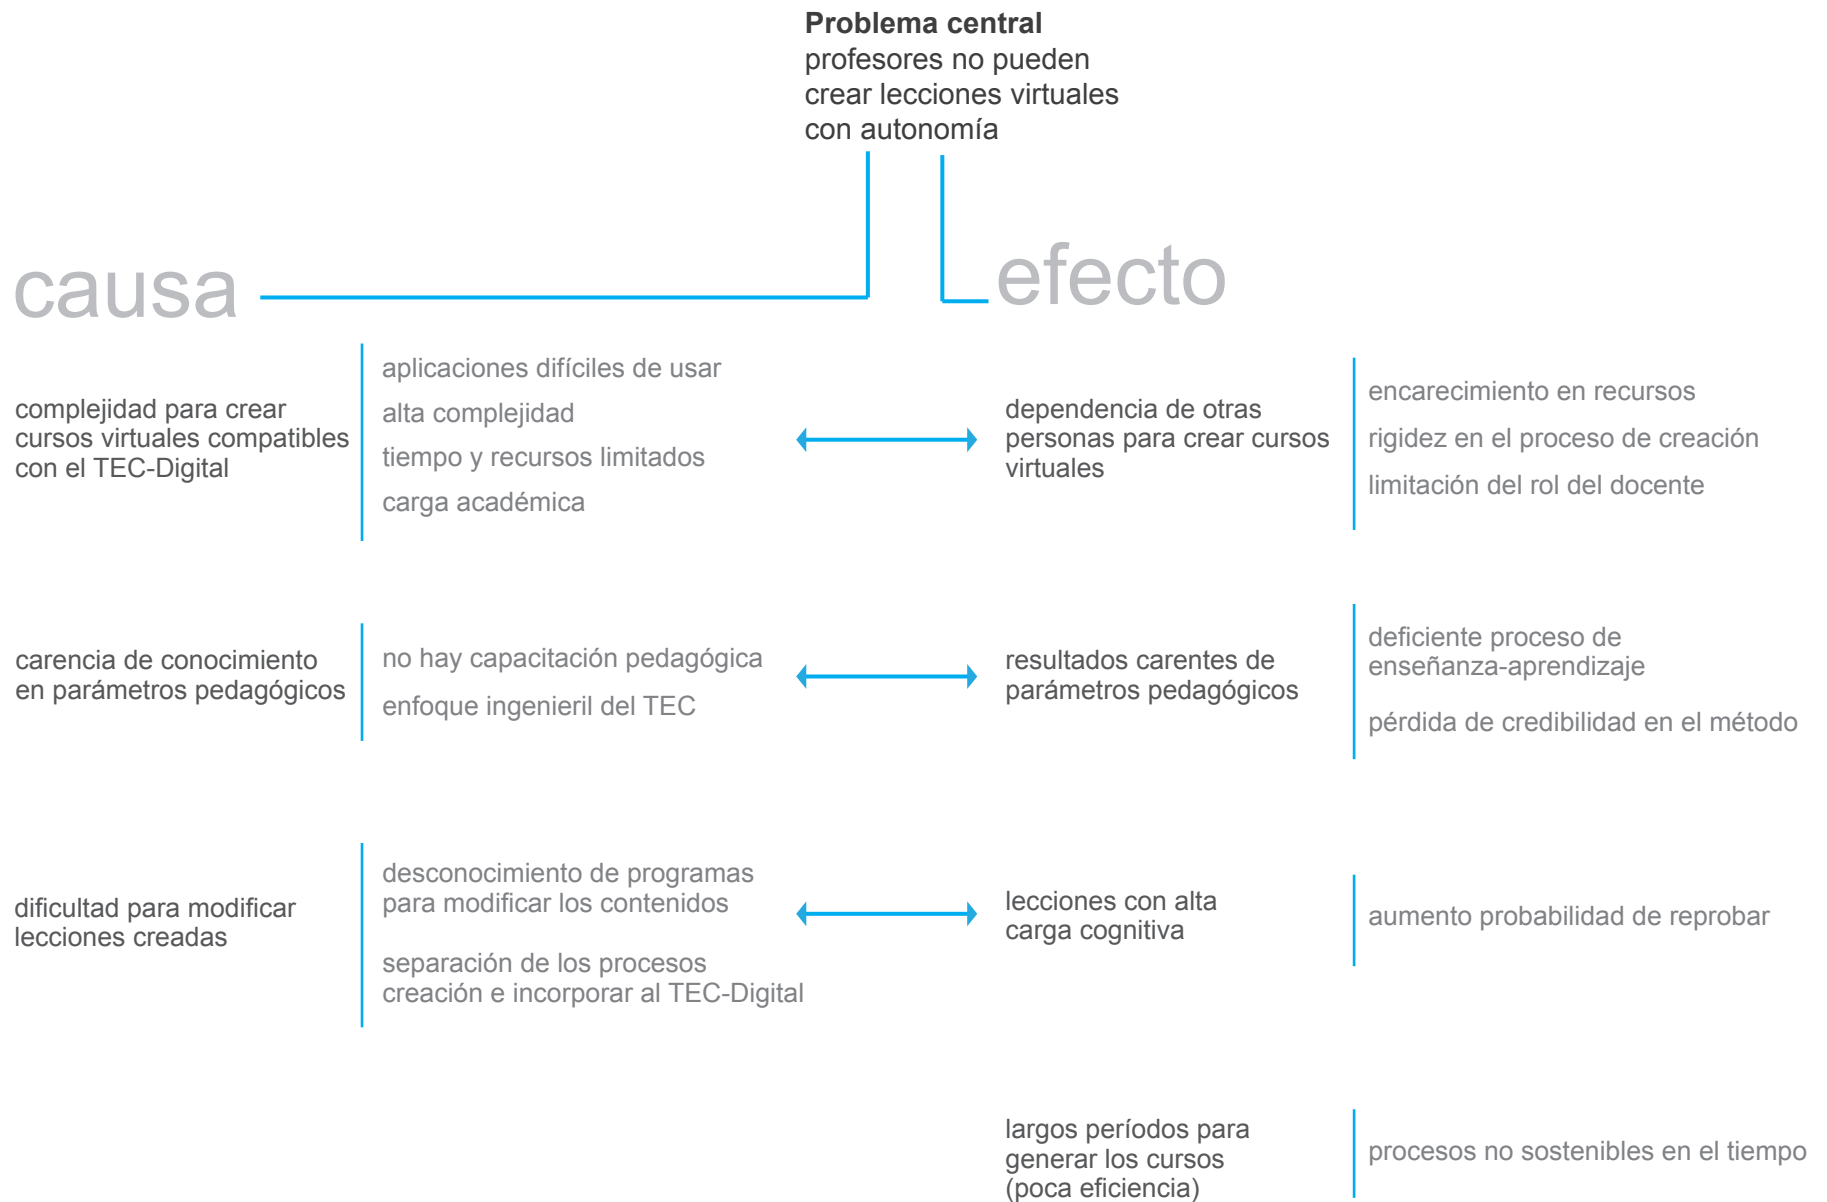 Problema central
profesores no pueden
crear lecciones virtuales
con autonomía
causa
efecto
complejidad para crear
cursos virtuales compatibles
con el TEC-Digital
aplicaciones difíciles de usar
alta complejidad
tiempo y recursos limitados
carga académica
dependencia de otras
personas para crear cursos
virtuales
encarecimiento en recursos
rigidez en el proceso de creación
limitación del rol del docente
carencia de conocimiento
en parámetros pedagógicos
no hay capacitación pedagógica
enfoque ingenieril del TEC
resultados carentes de
parámetros pedagógicos
deficiente proceso de
enseñanza-aprendizaje
pérdida de credibilidad en el método
dificultad para modificar
lecciones creadas
desconocimiento de programas
para modificar los contenidos
separación de los procesos
creación e incorporar al TEC-Digital
lecciones con alta
carga cognitiva
aumento probabilidad de reprobar
largos períodos para
generar los cursos
(poca eficiencia)
procesos no sostenibles en el tiempo